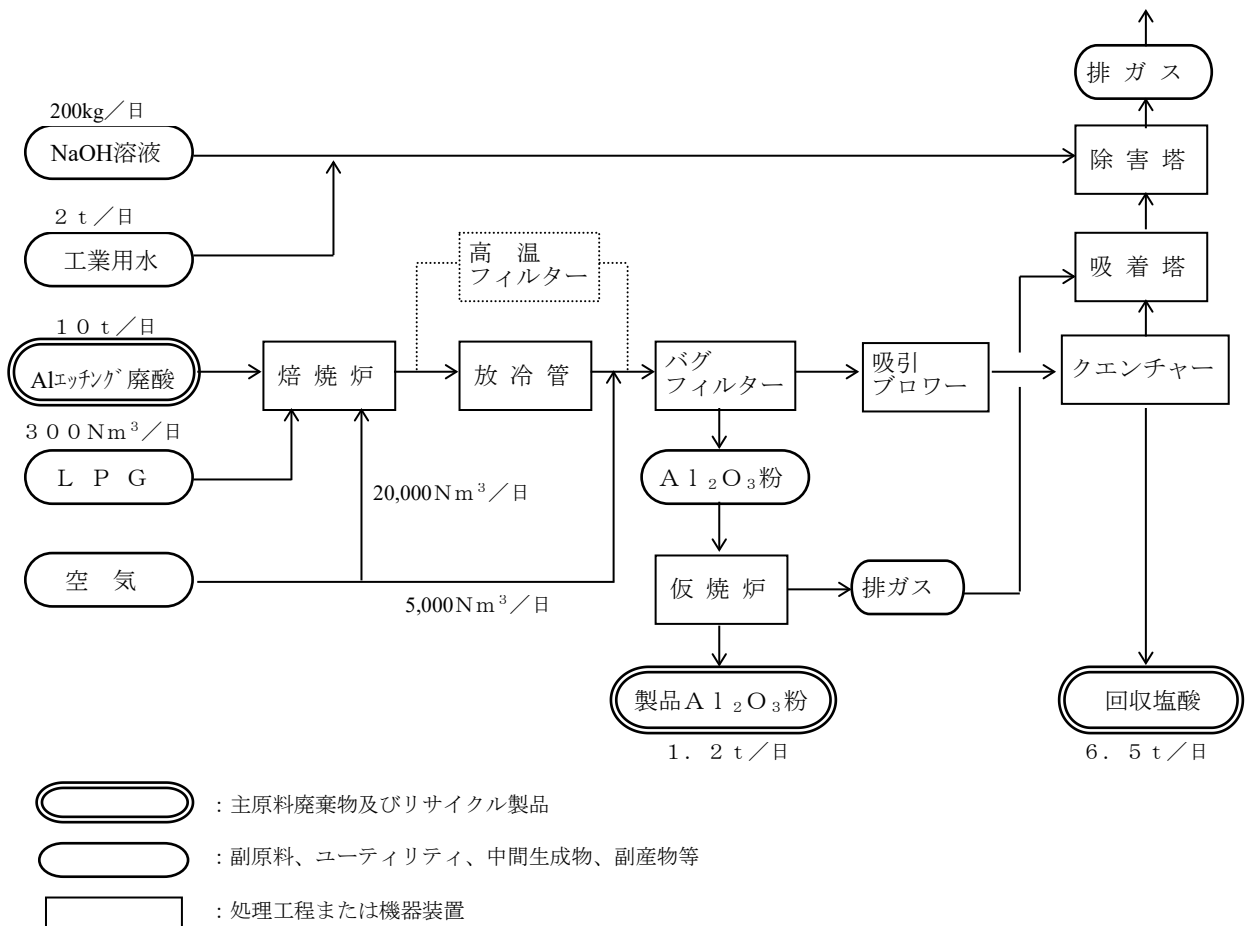 排 ガ ス
200kg／日
NaOH溶液
除 害 塔
２ｔ／日
工業用水
高　温
フィルター
吸 着 塔
１０ｔ／日
Alｴｯﾁﾝｸﾞ廃酸
焙 焼 炉
放 冷 管
バグ
フィルター
吸引
ブロワー
クエンチャー
３００Ｎｍ³／日
Ｌ Ｐ Ｇ
Ａｌ₂Ｏ₃粉
20,000Ｎｍ³／日
空　気
仮 焼 炉
排ガス
5,000Ｎｍ³／日
製品Ａｌ₂Ｏ₃粉
回収塩酸
１．２ｔ／日
６．５ｔ／日
：主原料廃棄物及びリサイクル製品
：副原料、ユーティリティ、中間生成物、副産物等
：処理工程または機器装置